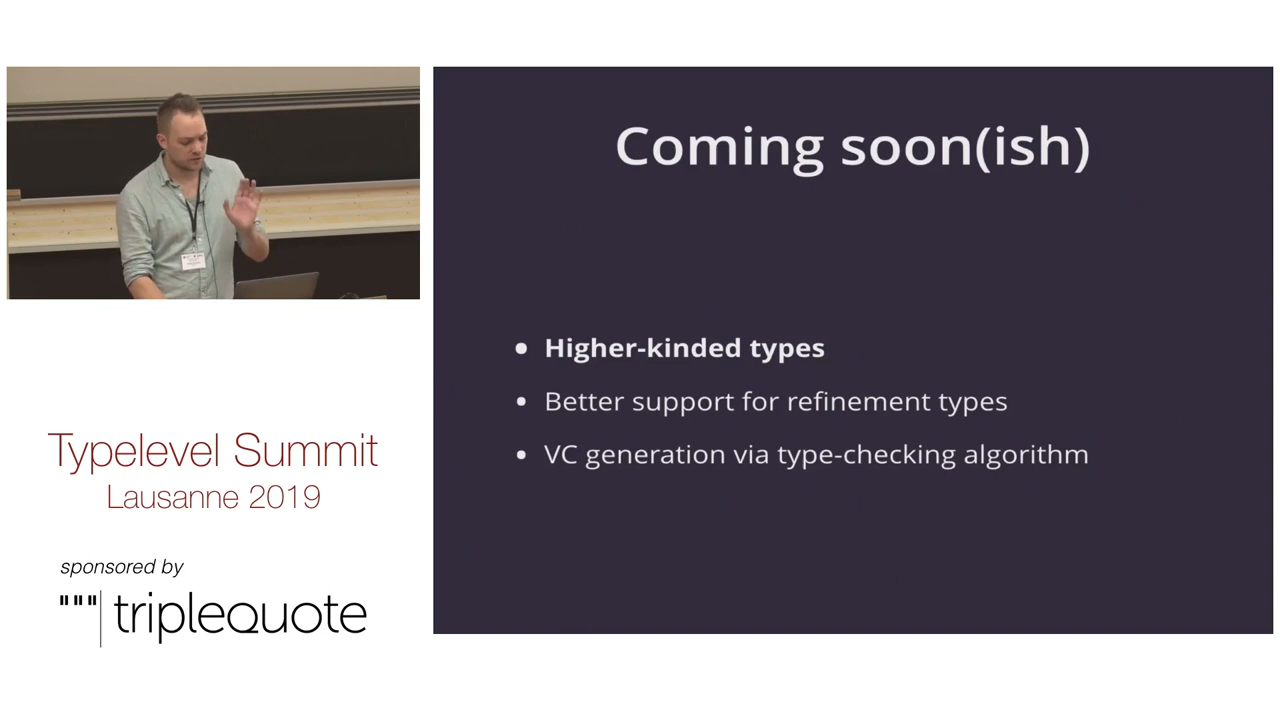 Coming soon(ish)
• Higher-kinded types
• Better support for refinement types
• VC generation via type-checking algorithm
Typelevel Summit
Lausanne 2019
sponsored by
"""|triplequote